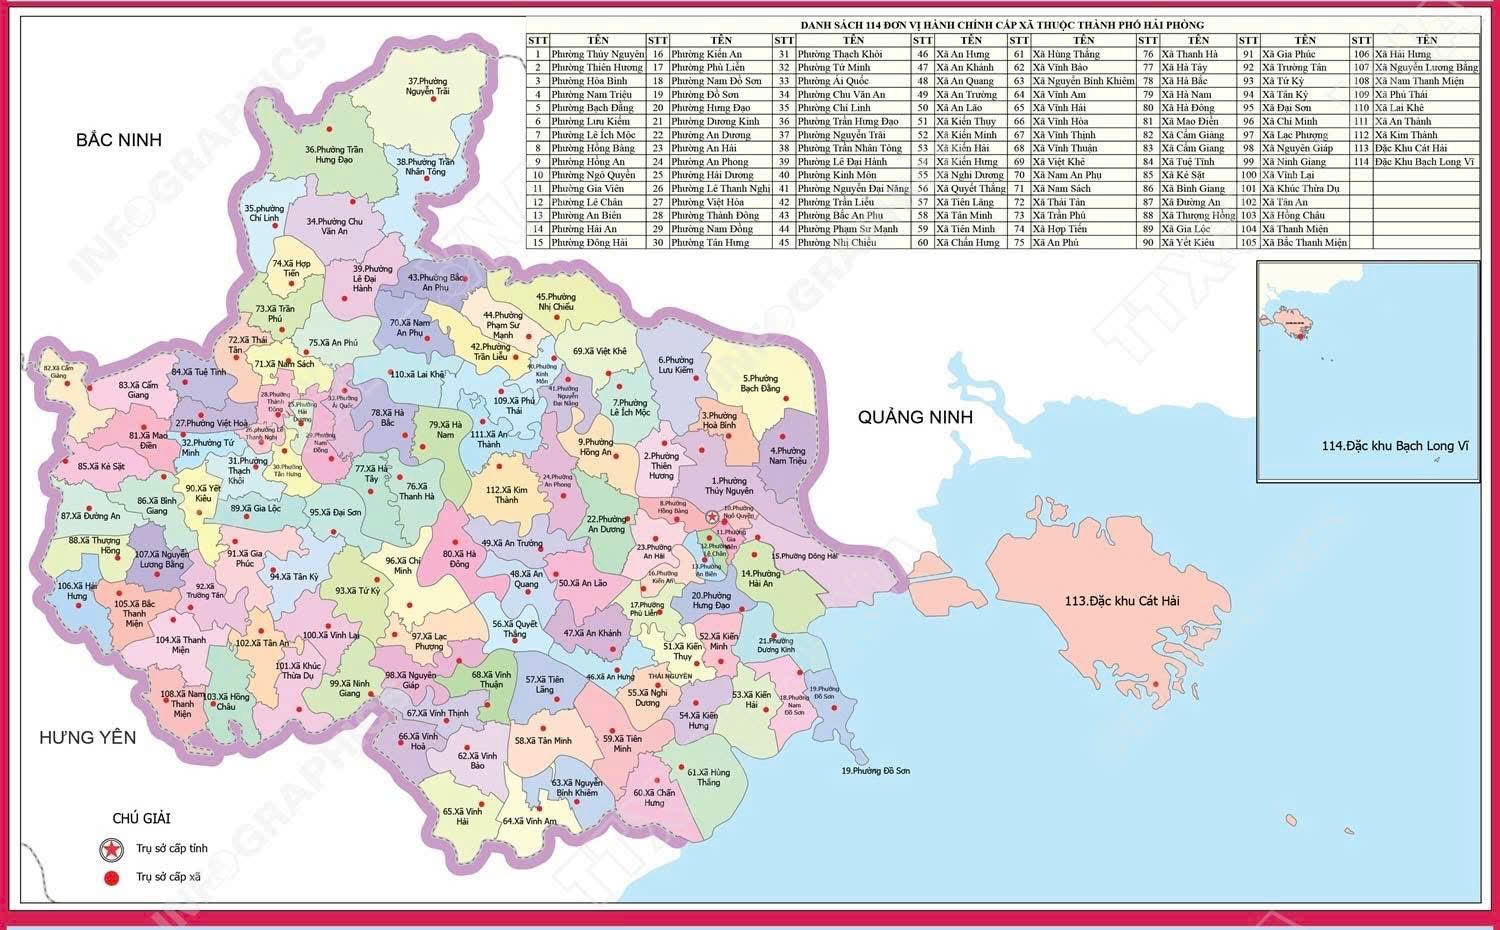 DANH SÁCH 114 ĐƠN VỊ HÀNH CHÍNH CẤP XÃ THUỘC THÀNH PHỐ HẢI PHÒNG
STT TÊN STT TÊN STT TÊN STT TÊN STT TÊN STT TÊN STT TÊN STT TÊN
1 Phường Thủy Nguyên 16 Phường Kiến An 31 Phường Thạch Khôi 46 Xã An Hưng 61 Xã Hùng Thắng 76 Xã Thanh Hà 91 Xã Gia Phúc 106 Xã Hải Hưng
2 Phường Thiên Hương 17 Phường Phù Liễn 32 Phường Tứ Minh 47 Xã An Khánh 62 Xã Vĩnh Bảo 77 Xã Hà Tây 92 Xã Trường Tân 107 Xã Nguyễn Lương Bằng
3 Phường Hòa Bình 18 Phường Nam Đồ Sơn 33 Phường Ái Quốc 48 Xã An Quang 63 Xã Nguyễn Bỉnh Khiêm 78 Xã Hà Bắc 93 Xã Tứ Kỳ 108 Xã Nam Thanh Miện
4 Phường Nam Triệu 19 Phường Đồ Sơn 34 Phường Chu Văn An 49 Xã An Trường 64 Xã Vĩnh Am 79 Xã Hà Nam 94 Xã Tân Kỳ 109 Xã Phú Thái
5 Phường Bạch Đằng 20 Phường Hưng Đạo 35 Phường Chí Linh 50 Xã An Lão 65 Xã Vĩnh Hải 80 Xã Hà Đông 95 Xã Đại Sơn 110 Xã Lai Khê
6 Phường Lưu Kiếm 21 Phường Dương Kinh 36 Phường Trần Hưng Đạo 51 Xã Kiến Thụy 66 Xã Vĩnh Hòa 81 Xã Mao Điền 96 Xã Chí Minh 111 Xã An Thành
7 Phường Lê Ích Mộc 22 Phường An Dương 37 Phường Nguyễn Trãi 52 Xã Kiến Minh 67 Xã Vĩnh Thịnh 82 Xã Cẩm Giàng 97 Xã Lạc Phượng 112 Xã Kim Thành
8 Phường Hồng Bàng 23 Phường An Hải 38 Phường Trần Nhân Tông 53 Xã Kiến Hải 68 Xã Vĩnh Thuận 83 Xã Cẩm Giang 98 Xã Nguyên Giáp 113 Đặc Khu Cát Hải
9 Phường Hồng An 24 Phường An Phong 39 Phường Lê Đại Hành 54 Xã Kiến Hưng 69 Xã Việt Khê 84 Xã Tuệ Tĩnh 99 Xã Ninh Giang 114 Đặc Khu Bạch Long Vĩ
10 Phường Ngô Quyền 25 Phường Hải Dương 40 Phường Kinh Môn 55 Xã Nghi Dương 70 Xã Nam An Phụ 85 Xã Kẻ Sặt 100 Xã Vĩnh Lại
11 Phường Gia Viên 26 Phường Lê Thanh Nghị 41 Phường Nguyễn Đại Năng 56 Xã Quyết Thắng 71 Xã Nam Sách 86 Xã Bình Giang 101 Xã Khúc Thừa Dụ
12 Phường Lê Chân 27 Phường Việt Hòa 42 Phường Trần Liễu 57 Xã Tiên Lãng 72 Xã Thái Tân 87 Xã Đường An 102 Xã Tân An
13 Phường An Biên 28 Phường Thành Đông 43 Phường Bắc An Phụ 58 Xã Tân Minh 73 Xã Trần Phú 88 Xã Thượng Hồng 103 Xã Hồng Châu
14 Phường Hải An 29 Phường Nam Đồng 44 Phường Phạm Sư Mạnh 59 Xã Tiên Minh 74 Xã Hợp Tiến 89 Xã Gia Lộc 104 Xã Thanh Miện
15 Phường Đông Hải 30 Phường Tân Hưng 45 Phường Nhị Chiểu 60 Xã Chấn Hưng 75 Xã An Phú 90 Xã Yết Kiêu 105 Xã Bắc Thanh Miện
BẮC NINH
37.Phường
Nguyễn Trãi
36.Phường Trần
Hưng Đạo
38.Phường Trần
Nhân Tông
35.phường
Chí Linh
34.Phường Chu
Văn An
74.Xã Hợp
Tiến
39.Phường
Lê Đại
Hành
43.Phường Bắc
An Phụ
45.Phường
Nhị Chiểu
73.Xã Trần
Phú
44.Phường
Phạm Sư
Mạnh
70.Xã Nam
An Phụ
72.Xã Thái
Tân
75.Xã An Phú
42.Phường
Trần Liễu
69.Xã Việt Khê
6.Phường
Lưu Kiếm
71.Xã Nam Sách
40.Phường
Kinh
Môn
82.Xã Cẩm
Giàng
84.Xã Tuệ Tĩnh
110.xã Lai Khê
5.Phường
Bạch Đằng
83.Xã Cẩm
Giang
41.Phường
Nguyễn
Đại Năng
28.Phường
Thành
Đông
33.Phường
Ái Quốc
109.Xã Phú
Thái
7.Phường
Lê Ích Mộc
25.Phường
Hải
Dương
78.Xã Hà
Bắc
3.Phường
Hoà Bình
27.Phường Việt Hoà
79.Xã Hà
Nam
26.phường Lê
Thanh Nghị
29.Phường
Nam
Đồng
111.Xã An
Thành
81.Xã Mao
Điền
32.Phường Tứ
Minh
9.Phường
Hồng An
4.Phường
Nam Triệu
2.Phường
Thiên
Hương
85.Xã Kẻ Sặt
31.Phường
Thạch
Khôi
30.Phường
Tân Hưng
77.Xã Hà
Tây
76.Xã
Thanh Hà
112.Xã Kim
Thành
24.Phường
An Phong
1.Phường
Thủy Nguyên
90.Xã Yết
Kiêu
86.Xã Bình
Giang
89.Xã Gia Lộc
95.Xã Đại Sơn
87.Xã Đường An
8.Phường
Hồng Bàng
10.Phường
Ngô Quyền
22.Phường
An Dương
11.Phường
Gia
Viên
88.Xã Thượng
Hồng
49.Xã An Trường
23.Phường
An Hải
12.Phường
Lê Chân
15.Phường Đông Hải
107.Xã Nguyễn
Lương Bằng
91.Xã Gia
Phúc
96.Xã Chí
Minh
80.Xã Hà
Đông
13.Phường
An Biên
14.Phường
Hải An
94.Xã Tân Kỳ
48.Xã An
Quang
50.Xã An Lão
16.Phường
Kiến An
106.Xã Hải
Hưng
92.Xã
Trường Tân
93.Xã Tứ Kỳ
105.Xã Bắc
Thanh
Miện
20.Phường
Hưng Đạo
17.Phường
Phù Liễn
56.Xã Quyết
Thắng
104.Xã Thanh
Miện
100.Xã Vĩnh Lại
97.Xã Lạc
Phượng
47.Xã An Khánh
52.Xã Kiến
Minh
21.Phường
Dương Kinh
102.Xã Tân An
51.Xã Kiến
Thụy
101.Xã Khúc
Thừa Dụ
98.Xã Nguyên
Giáp
68.Xã Vĩnh
Thuận
57.Xã Tiên
Lãng
46.Xã An Hưng
THÁI NGUYÊN
99.Xã Ninh
Giang
108.Xã Nam
Thanh
Miện
103.Xã Hồng
Châu
55.Xã Nghi
Dương
53.Xã Kiến
Hải
18.Phường
Nam
Đồ Sơn
19.Phường
Đồ Sơn
67.Xã Vĩnh Thịnh
54.Xã Kiến
Hưng
66.Xã Vĩnh
Hoà
58.Xã Tân Minh
59.Xã Tiên
Minh
62.Xã Vĩnh
Bảo
61.Xã Hùng
Thắng
19.Phường Đồ Sơn
63.Xã Nguyễn
Bỉnh Khiêm
60.Xã Chấn
Hưng
65.Xã Vĩnh
Hải
64.Xã Vĩnh Am
QUẢNG NINH
114.Đặc khu Bạch Long Vĩ
113.Đặc khu Cát Hải
HƯNG YÊN
CHÚ GIẢI
Trụ sở cấp tỉnh
Trụ sở cấp xã
INFOGRAPHICS